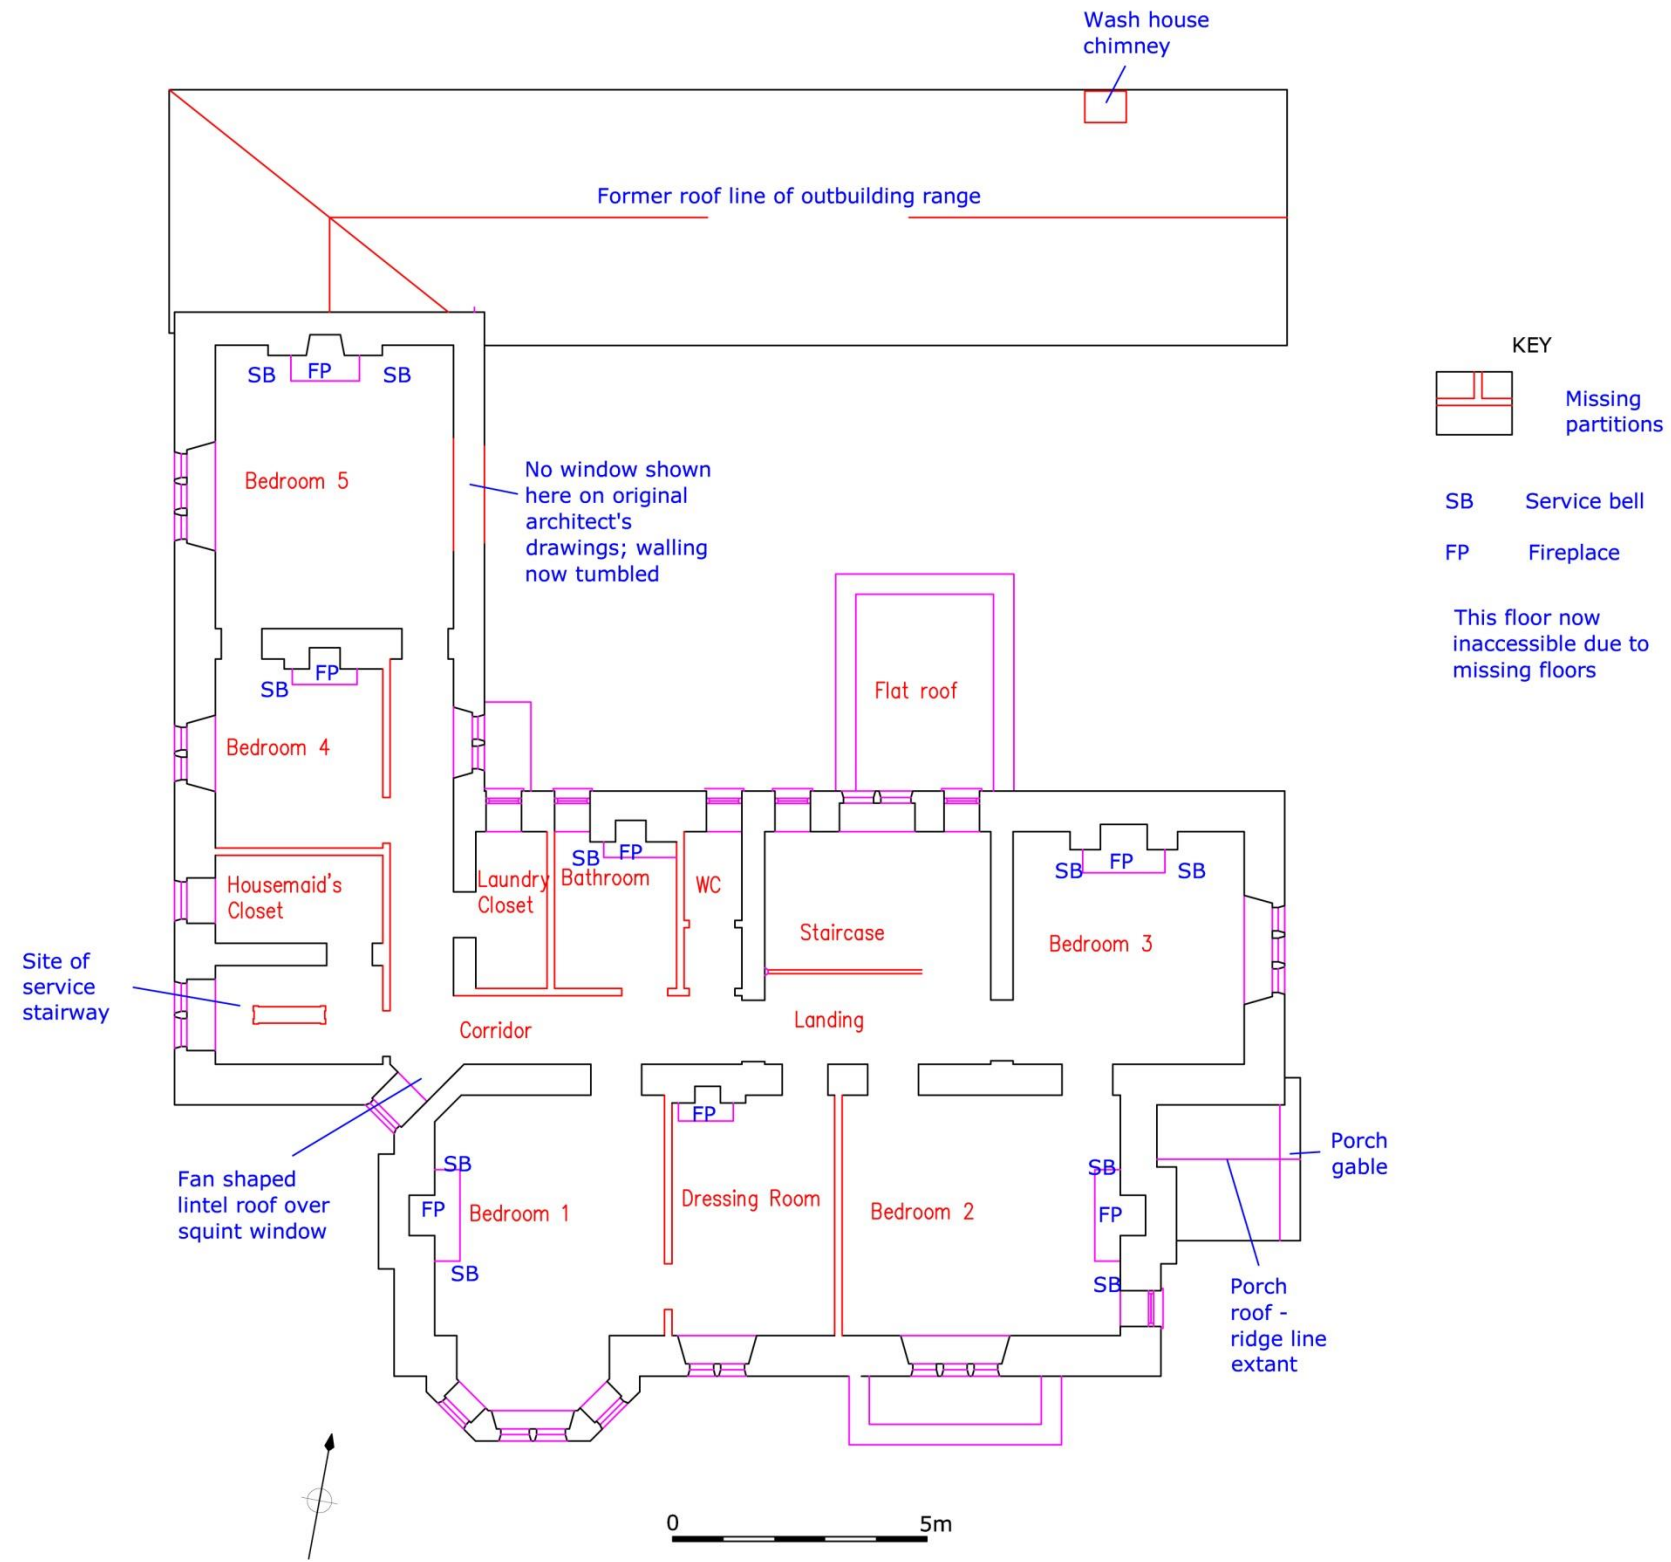 Wash house
chimney
Former roof line of outbuilding range
KEY
Missing
partitions
SB Service bell
FP Fireplace
This floor now
inaccessible due to
missing floors
SB FP SB
Bedroom 5
No window shown
here on original
architect's
drawings; walling
now tumbled
FP
SB
Flat roof
Bedroom 4
SB FP
SB FP SB
Housemaid's
Closet
Laundry
Closet
Bathroom
WC
Staircase
Bedroom 3
Site of
service
stairway
Corridor
Landing
FP
Fan shaped
lintel roof over
squint window
SB
FP
Bedroom 1
SB
Dressing Room
Bedroom 2
SB
FP
SB
Porch
gable
Porch
roof -
ridge line
extant
0 5m